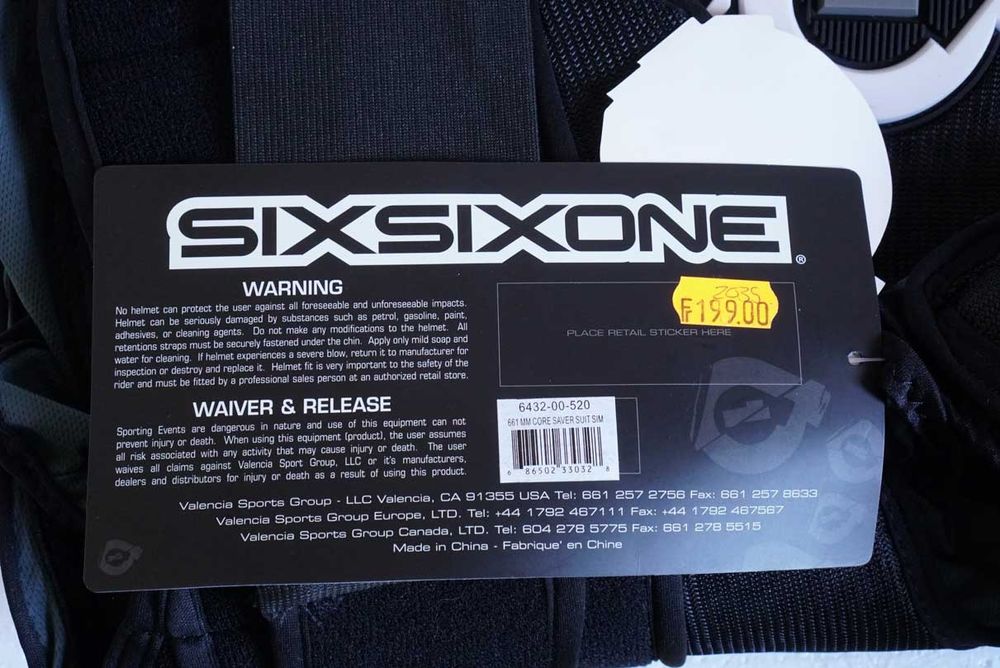 SIXSIXONE®
WARNING
No helmet can protect the user against all foreseeable and unforeseeable impacts.
Helmet can be seriously damaged by substances such as petrol, gasoline, paint,
adhesives, or cleaning agents. Do not make any modifications to the helmet. All
retentions straps must be securely fastened under the chin. Apply only mild soap and
water for cleaning. If helmet experiences a severe blow, return it to manufacturer for
inspection or destroy and replace it. Helmet fit is very important to the safety of the
rider and must be fitted by a professional sales person at an authorized retail store.
WAIVER & RELEASE
Sporting Events are dangerous in nature and use of this equipment can not
prevent injury or death. When using this equipment (product), the user assumes
all risk associated with any activity that may cause injury or death. The user
waives all claims against Valencia Sport Group, LLC or it's manufacturers,
dealers and distributors for injury or death as a result of using this product.
Fr199.00
PLACE RETAIL STICKER HERE
6432-00-520
661 MM CORE SAVER SUIT S\M
6 86502 33032 8
Valencia Sports Group - LLC Valencia, CA 91355 USA Tel: 661 257 2756 Fax: 661 257 8633
Valencia Sports Group Europe, LTD. Tel: +44 1792 467111 Fax: +44 1792 467567
Valencia Sports Group Canada, LTD. Tel: 604 278 5775 Fax: 661 278 5515
Made in China - Fabrique' en Chine